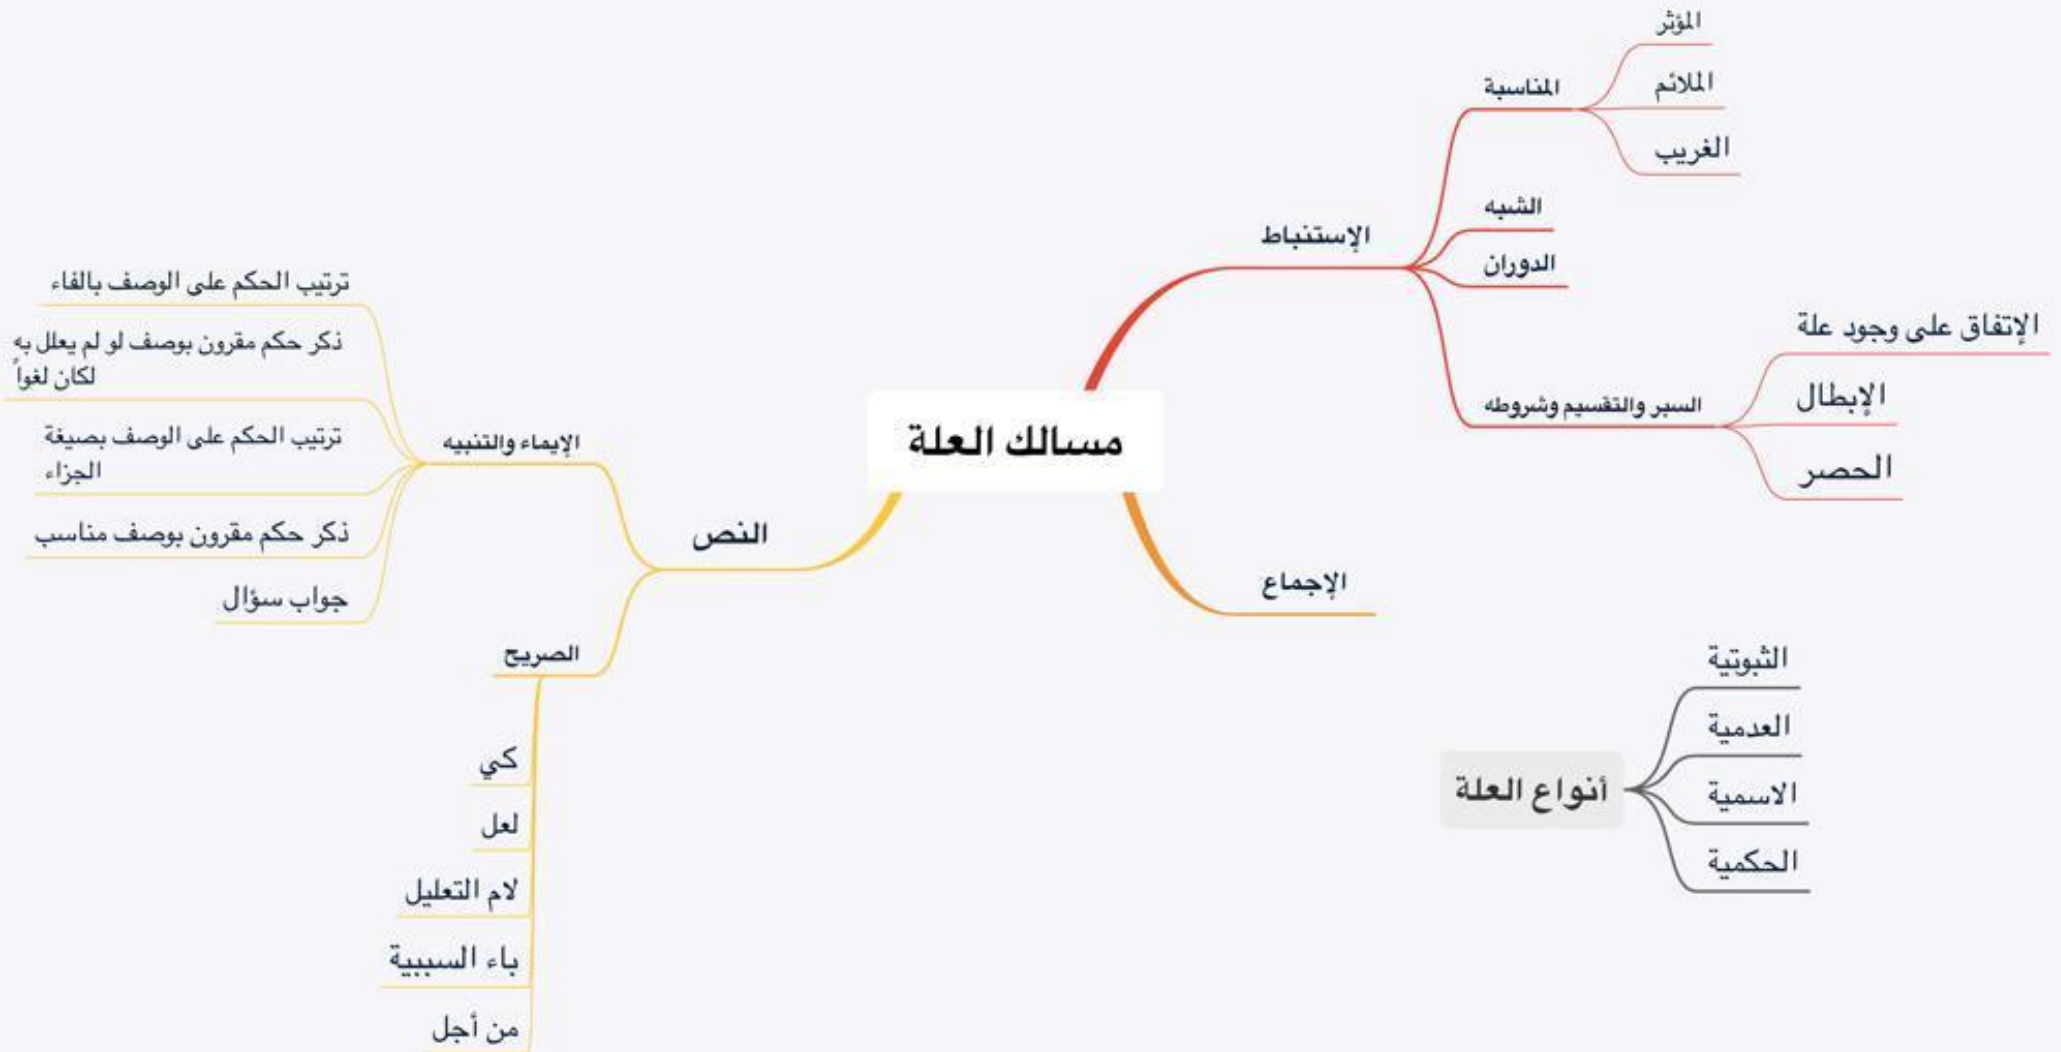 مسالك العلة
الإستنباط
المناسبة
المؤثر
الملائم
الغريب
الشبه
الدوران
السبر والتقسيم وشروطه
الإتفاق على وجود علة
الإبطال
الحصر
الإجماع
النص
الإيماء والتنبيه
ترتيب الحكم على الوصف بالفاء
ذكر حكم مقرون بوصف لو لم يعلل به
لكان لغواً
ترتيب الحكم على الوصف بصيغة
الجزاء
ذكر حكم مقرون بوصف مناسب
جواب سؤال
الصريح
كي
لعل
لام التعليل
باء السببية
من أجل
أنواع العلة
الثبوتية
العدمية
الاسمية
الحكمية